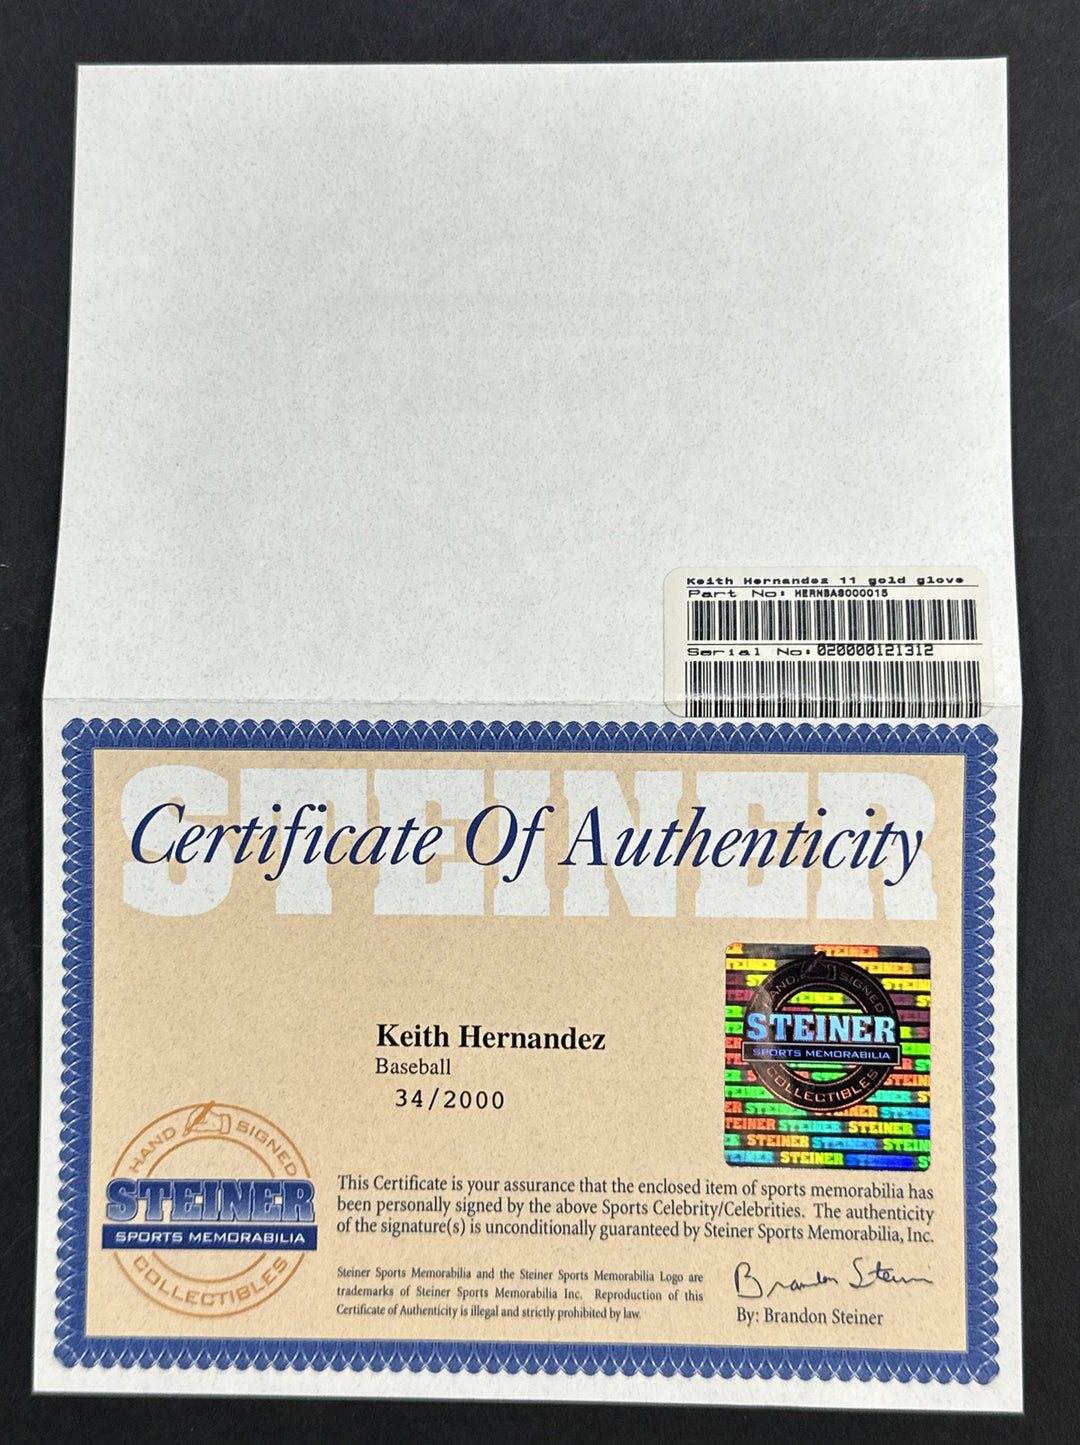 Keith Hernandez 11 gold glove
Part No: HERNBAS000015
Serial No: 020000121312
STEINER
Certificate Of Authenticity
STEINER
HAND SIGNED
STEINER
SPORTS MEMORABILIA
COLLECTIBLES
Keith Hernandez
Baseball
34/2000
HAND SIGNED
STEINER
SPORTS MEMORABILIA
COLLECTIBLES
This Certificate is your assurance that the enclosed item of sports memorabilia has
been personally signed by the above Sports Celebrity/Celebrities. The authenticity
of the signature(s) is unconditionally guaranteed by Steiner Sports Memorabilia, Inc.
Steiner Sports Memorabilia and the Steiner Sports Memorabilia Logo are
trademarks of Steiner Sports Memorabilia Inc. Reproduction of this
Certificate of Authenticity is illegal and strictly prohibited by law.
Brandon Steiner
By: Brandon Steiner